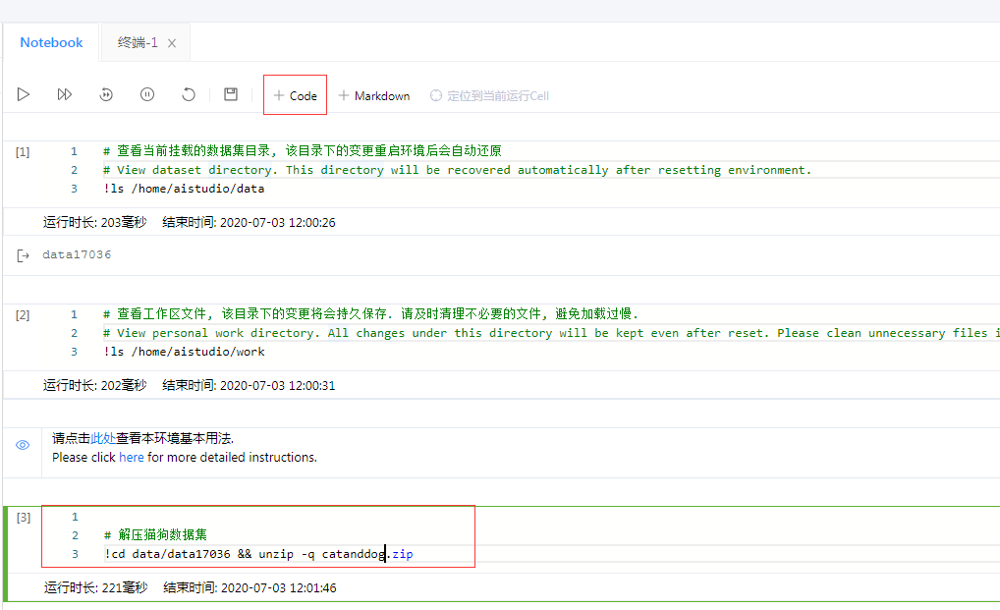 Notebook 终端-1 ×
+ Code + Markdown 定位到当前运行Cell
[1] 1 # 查看当前挂载的数据集目录, 该目录下的变更重启环境后会自动还原
2 # View dataset directory. This directory will be recovered automatically after resetting environment.
3 !ls /home/aistudio/data
运行时长: 203毫秒 结束时间: 2020-07-03 12:00:26
data17036
[2] 1 # 查看工作区文件, 该目录下的变更将会持久保存. 请及时清理不必要的文件, 避免加载过慢.
2 # View personal work directory. All changes under this directory will be kept even after reset. Please clean unnecessary files i
3 !ls /home/aistudio/work
运行时长: 202毫秒 结束时间: 2020-07-03 12:00:31
请点击此处查看本环境基本用法.
Please click here for more detailed instructions.
[3] 1
2 # 解压猫狗数据集
3 !cd data/data17036 && unzip -q catanddog.zip
运行时长: 221毫秒 结束时间: 2020-07-03 12:01:46